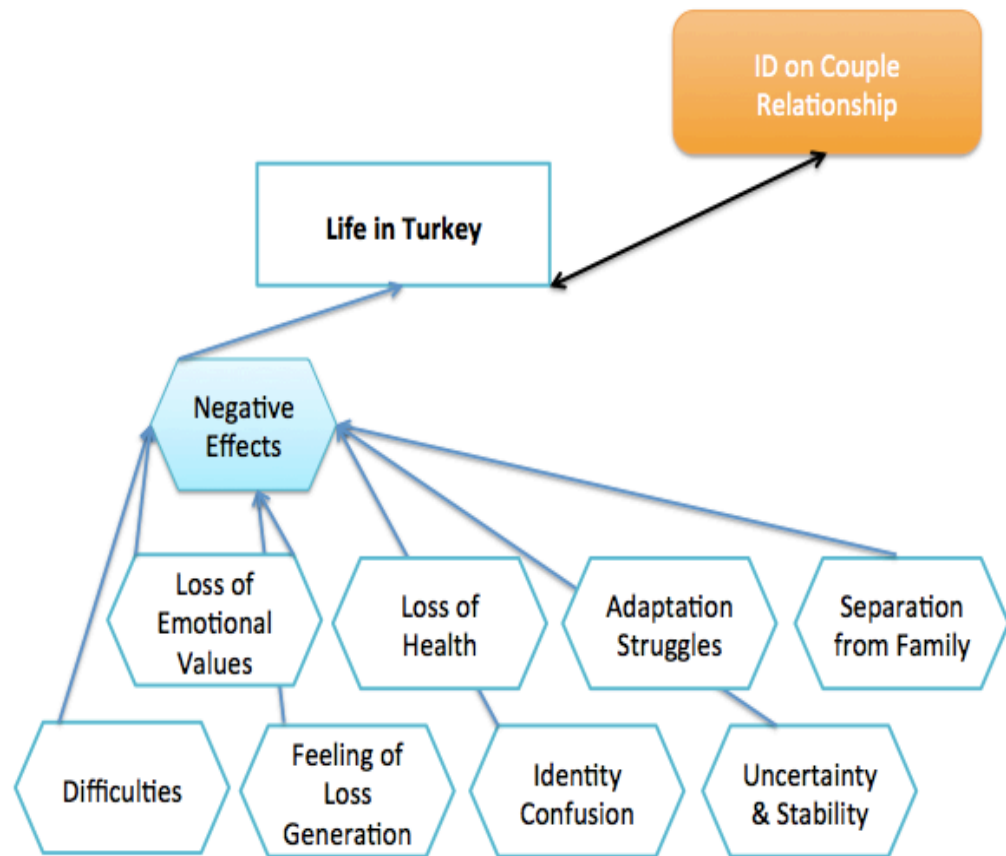 ID on Couple
Relationship
Life in Turkey
Negative
Effects
Loss of
Emotional
Values
Loss of
Health
Adaptation
Struggles
Separation
from Family
Difficulties
Feeling of
Loss
Generation
Identity
Confusion
Uncertainty
& Stability